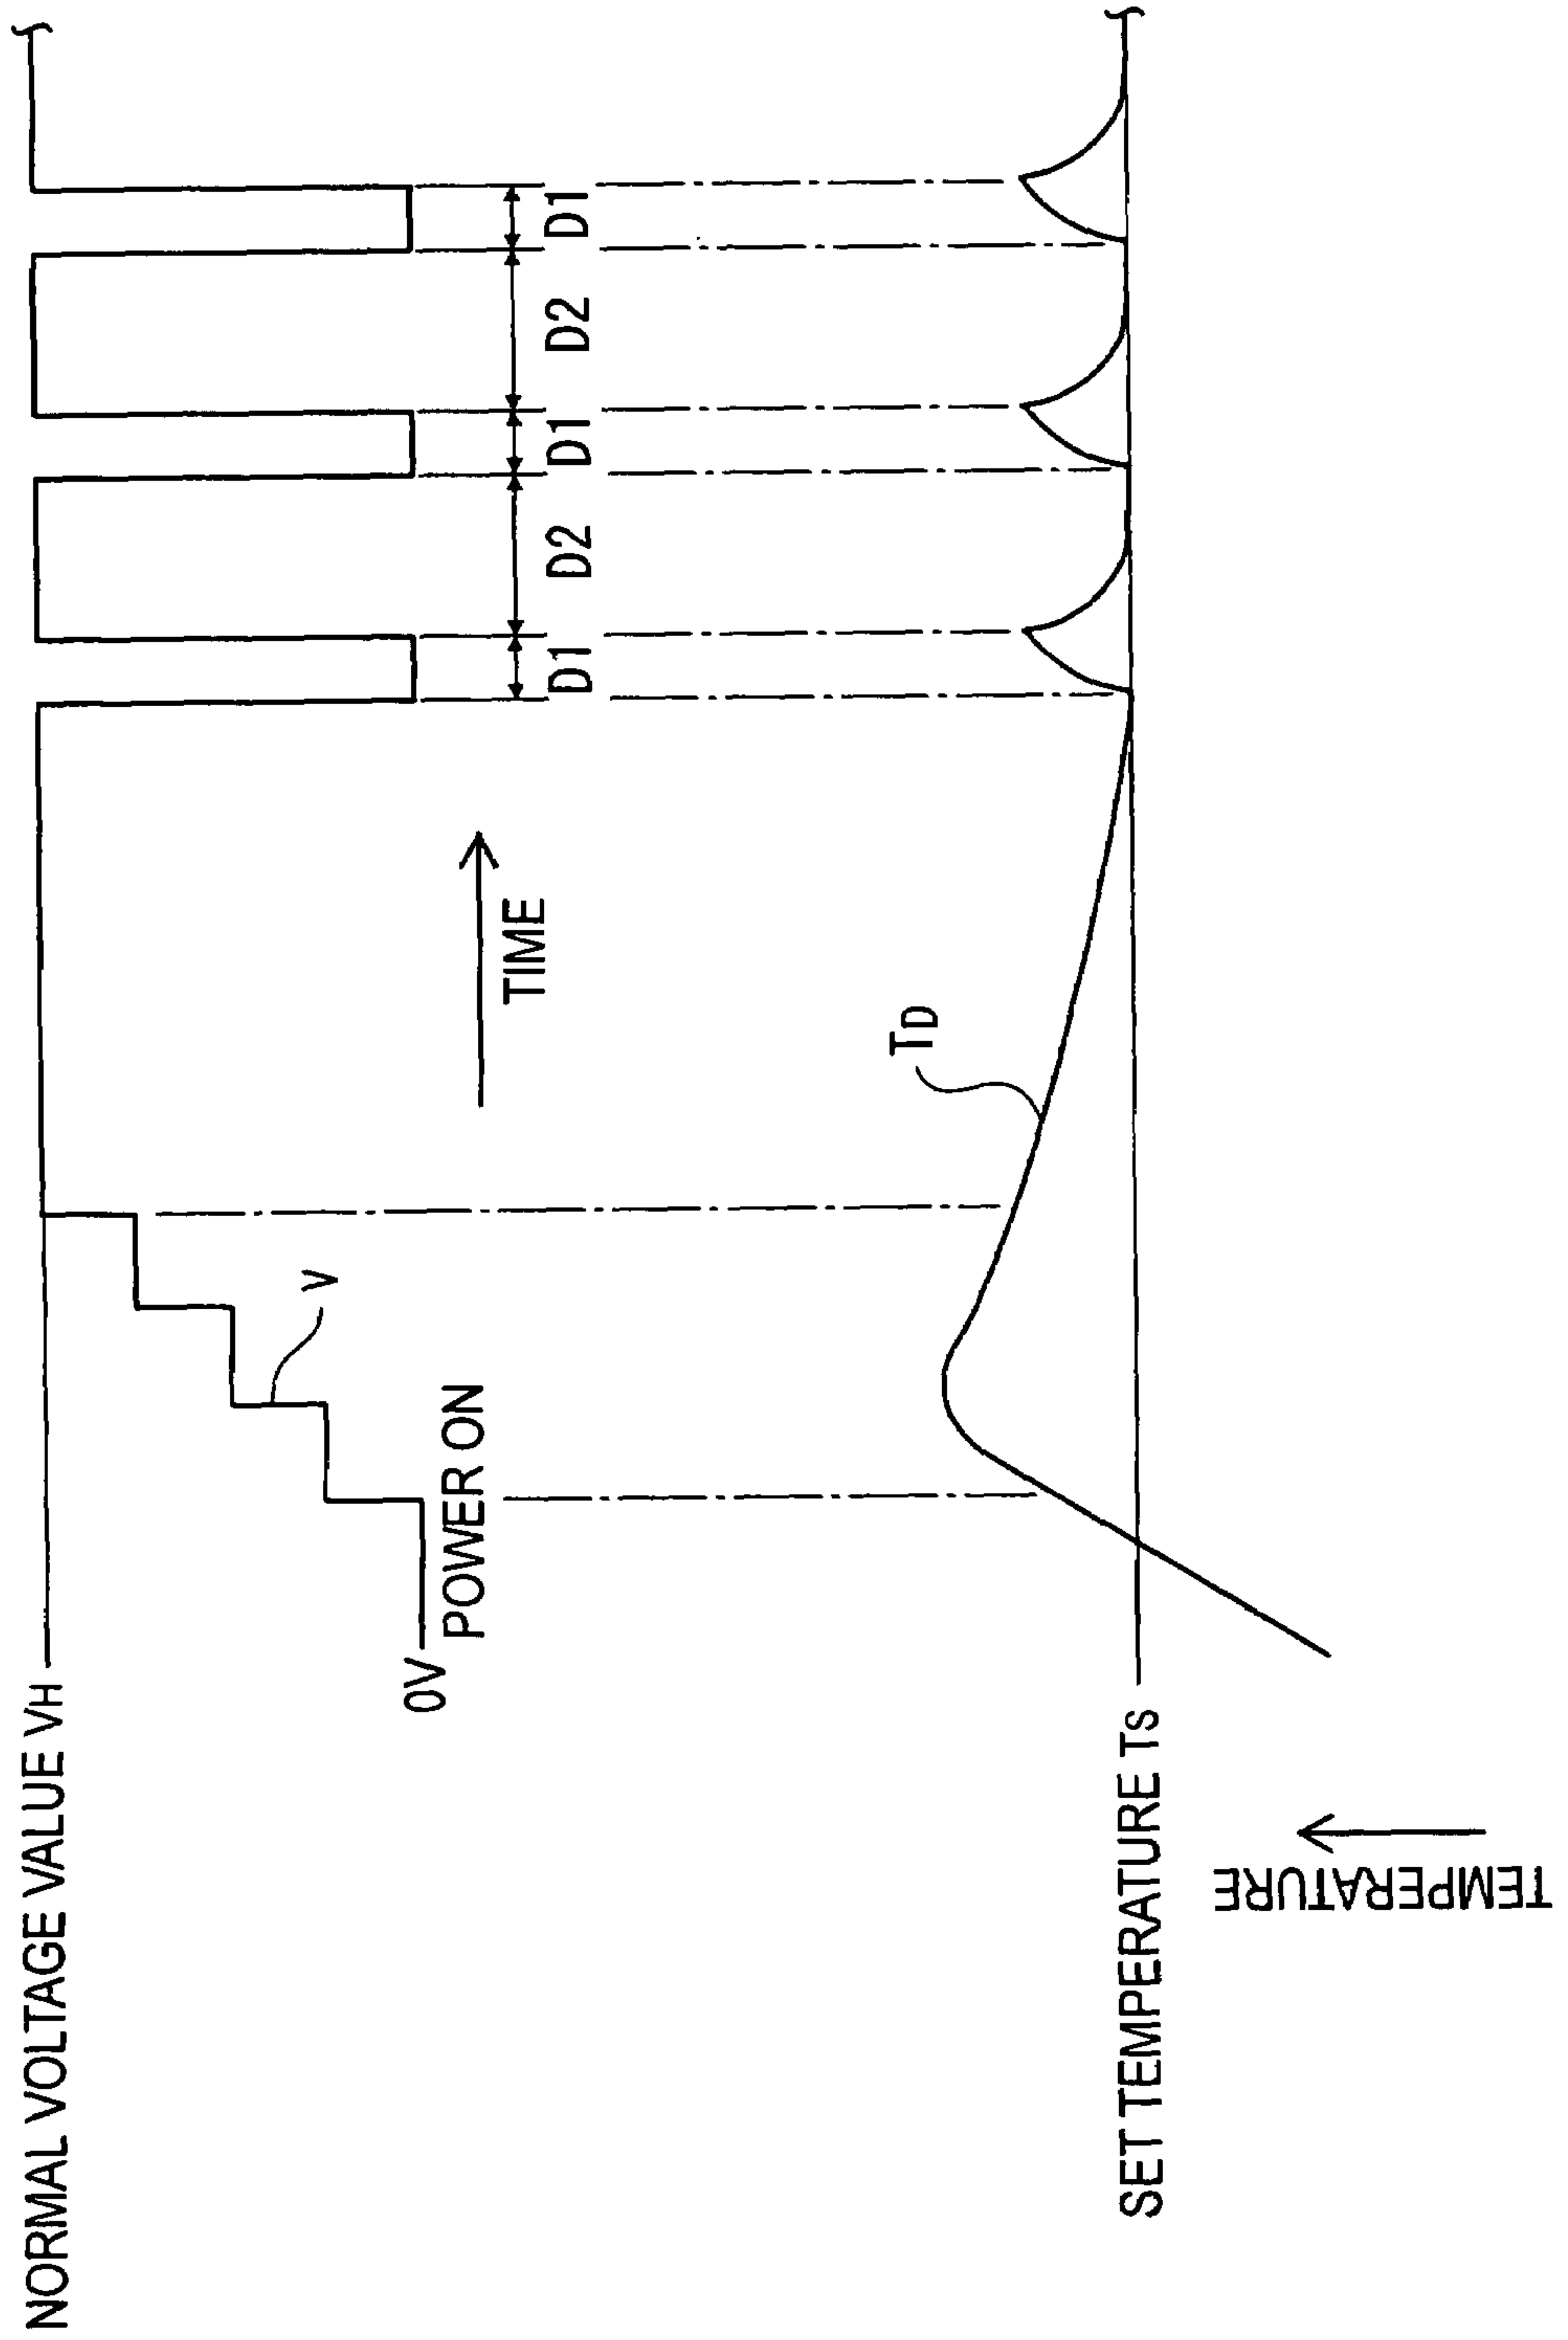 NORMAL VOLTAGE VALUE VH
V
0V
POWER ON
D1
D2
D1
D2
D1
TIME
TD
SET TEMPERATURE TS
TEMPERATURE